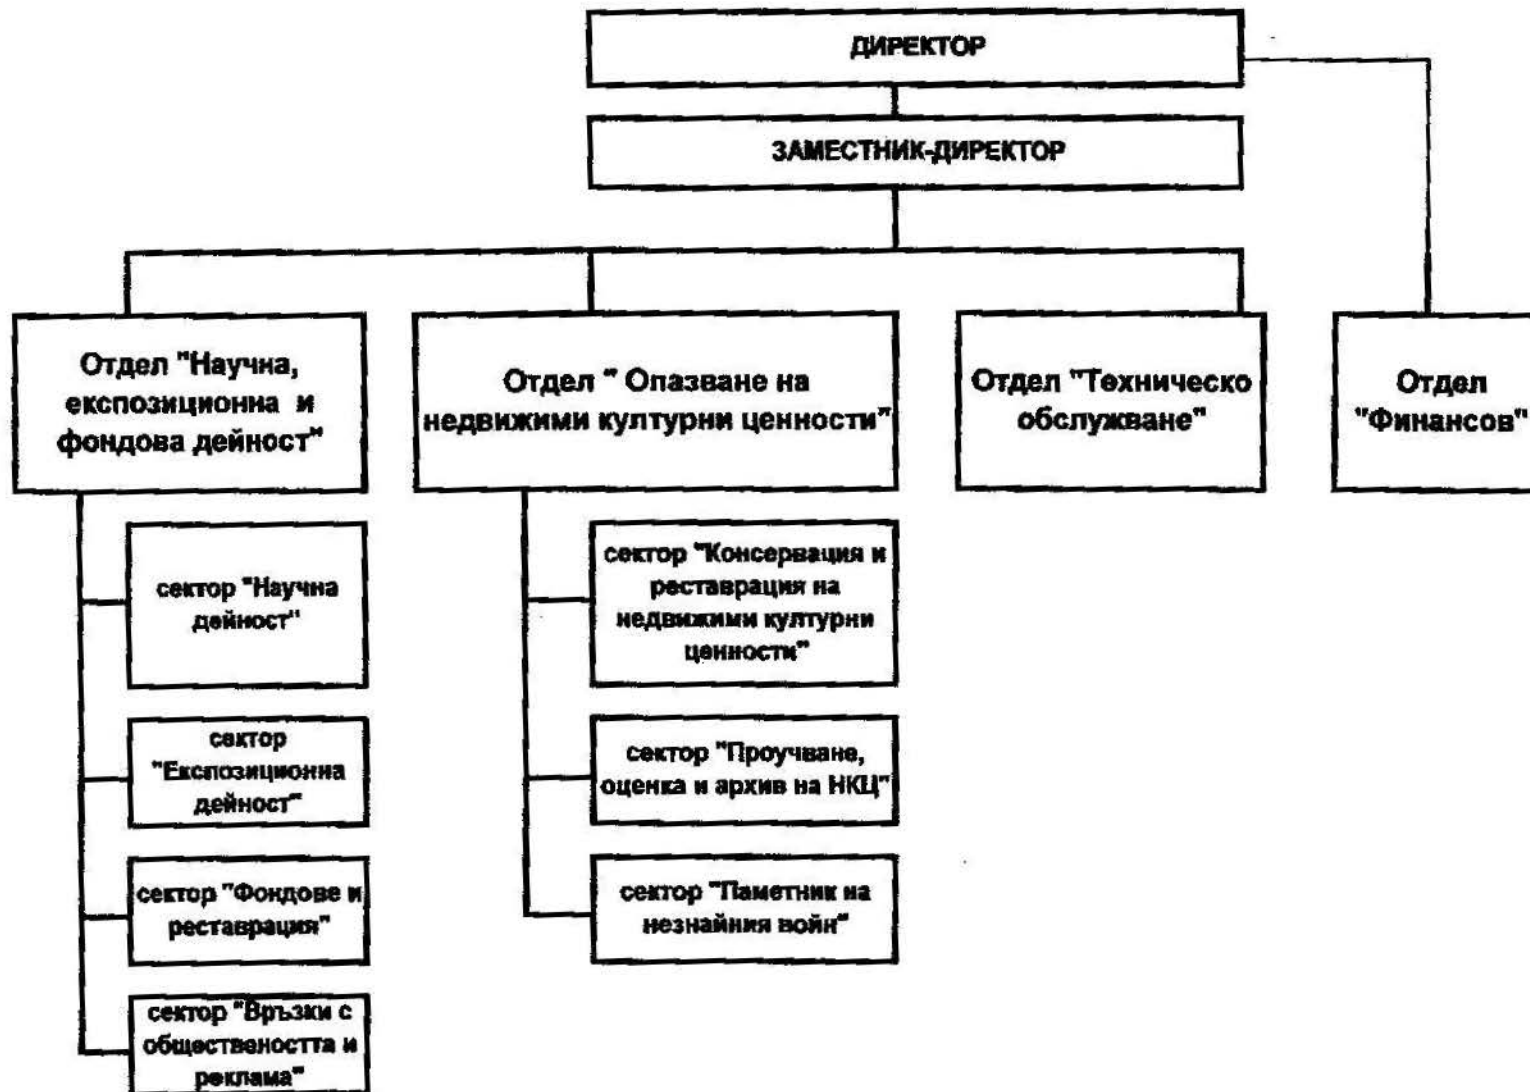 ДИРЕКТОР
ЗАМЕСТНИК-ДИРЕКТОР
Отдел "Научна,
експозиционна и
фондова дейност"
Отдел " Опазване на
недвижими културни ценности"
Отдел "Техническо
обслужване"
Отдел
"Финансов"
сектор "Научна
дейност"
сектор
"Експозиционна
дейност"
сектор "Фондове и
реставрация"
сектор "Връзки с
обществеността и
реклама"
сектор "Консервация и
реставрация на
недвижими културни
ценности"
сектор "Проучване,
оценка и архив на НКЦ"
сектор "Паметник на
незнайния войн"